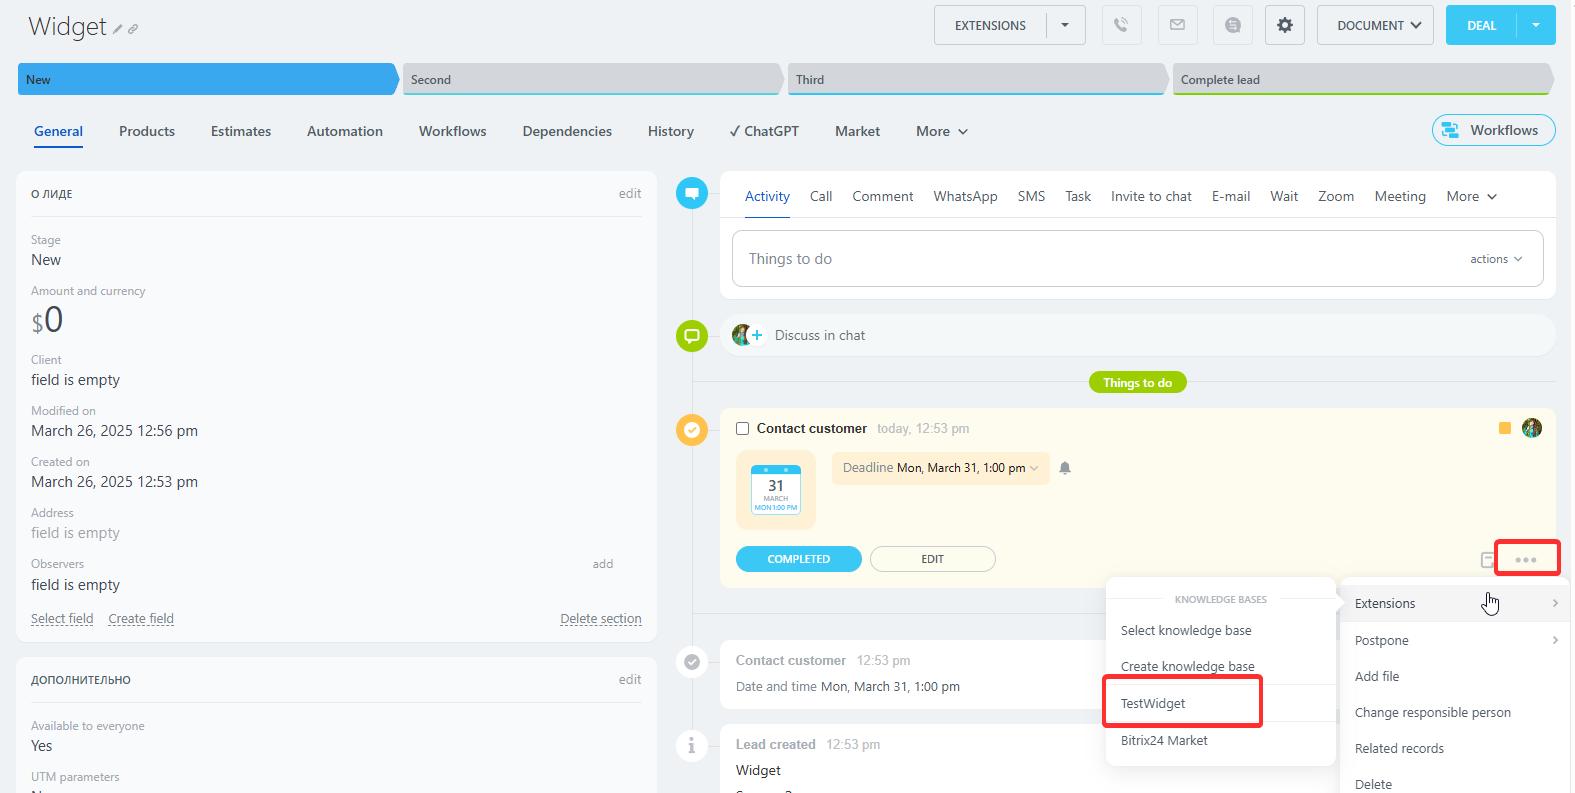 Widget
EXTENSIONS
DOCUMENT
DEAL
New
Second
Third
Complete lead
General
Products
Estimates
Automation
Workflows
Dependencies
History
✓ ChatGPT
Market
More
Workflows
О ЛИДЕ
edit
Stage
New
Amount and currency
$0
Client
field is empty
Modified on
March 26, 2025 12:56 pm
Created on
March 26, 2025 12:53 pm
Address
field is empty
Observers
add
field is empty
Select field
Create field
Delete section
ДОПОЛНИТЕЛЬНО
edit
Available to everyone
Yes
UTM parameters
Activity
Call
Comment
WhatsApp
SMS
Task
Invite to chat
E-mail
Wait
Zoom
Meeting
More
Things to do
actions
Discuss in chat
Things to do
Contact customer today, 12:53 pm
31
MARCH
MON 1:00 PM
Deadline Mon, March 31, 1:00 pm
COMPLETED
EDIT
Contact customer 12:53 pm
Date and time Mon, March 31, 1:00 pm
Lead created 12:53 pm
Widget
KNOWLEDGE BASES
Select knowledge base
Create knowledge base
TestWidget
Bitrix24 Market
Extensions
Postpone
Add file
Change responsible person
Related records
Delete